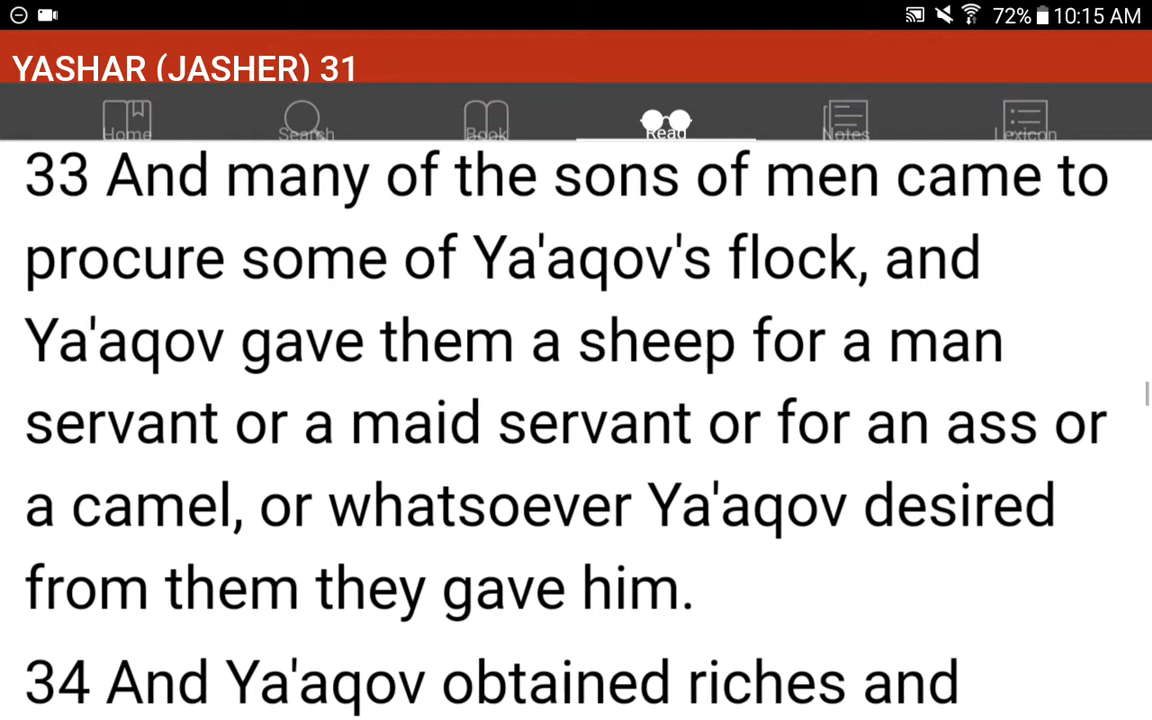 72% 10:15 AM
YASHAR (JASHER) 31
Home Search Book Read Notes Lexicon
33 And many of the sons of men came to
procure some of Ya'aqov's flock, and
Ya'aqov gave them a sheep for a man
servant or a maid servant or for an ass or
a camel, or whatsoever Ya'aqov desired
from them they gave him.
34 And Ya'aqov obtained riches and